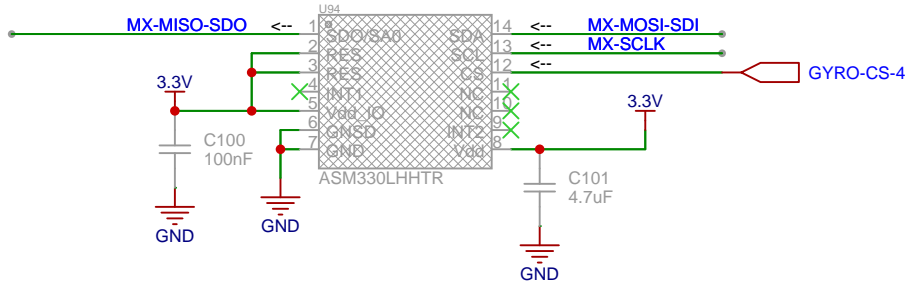 U94
MX-MISO-SDO <-- 1 SDO/SA0 SDA 14 <-- MX-MOSI-SDI
2 RES SCL 13 <-- MX-SCLK
3 RES CS 12 <-- GYRO-CS-4
4 INT1 NC 11
3.3V 5 Vdd_IO NC 10 3.3V
6 GNSD INT2 9
7 GND Vdd 8
C100
100nF
ASM330LHHTR
C101
4.7uF
GND
GND
GND